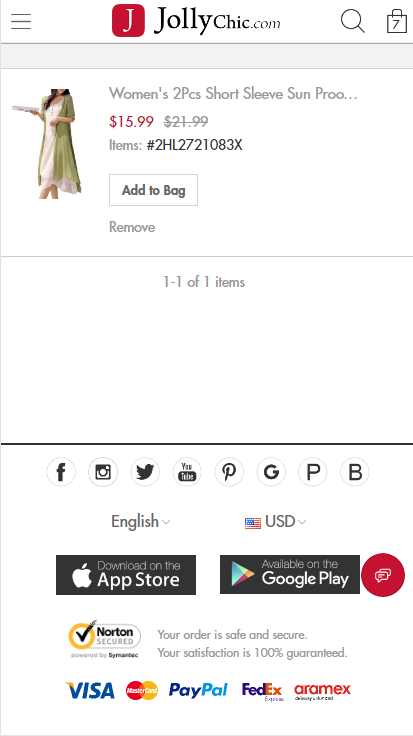 J JOLLYCHIC.com
7
Women's 2Pcs Short Sleeve Sun Proo...
$15.99 $21.99
Items: #2HL2721083X
Add to Bag
Remove
1-1 of 1 items
f You Tube G P B
English USD
Download on the App Store
Available on the Google Play
Norton SECURED
powered by Symantec
Your order is safe and secure.
Your satisfaction is 100% guaranteed.
VISA MasterCard PayPal FedEx Express aramex delivery unlimited